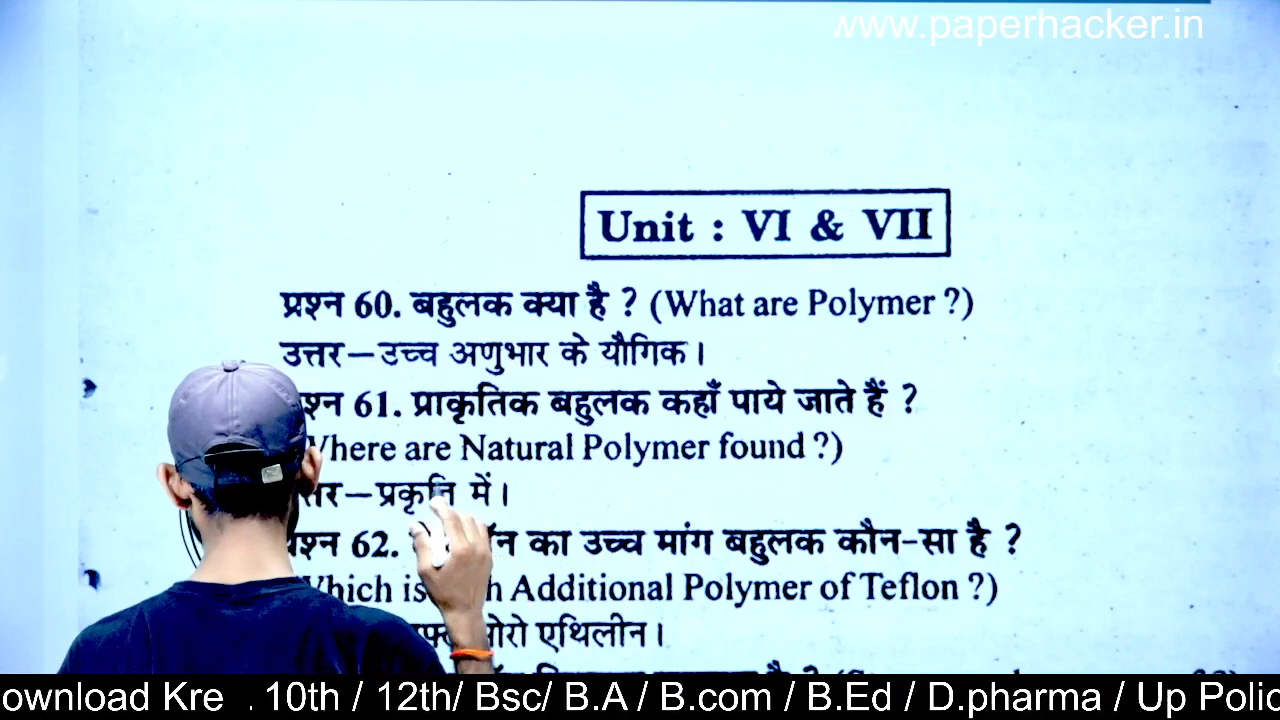 www.paperhacker.in
Unit : VI & VII
प्रश्न 60. बहुलक क्या है ? (What are Polymer ?)
उत्तर–उच्च अणुभार के यौगिक।
61. प्राकृतिक बहुलक कहाँ पाये जाते हैं ?
here are Natural Polymer found ?)
प्रकृति में।
62. का उच्च मांग बहुलक कौन-सा है ?
is Additional Polymer of Teflon ?)
एथिलीन।
ownload Kre . 10th / 12th/ Bsc/ B.A / B.com / B.Ed / D.pharma / Up Polic